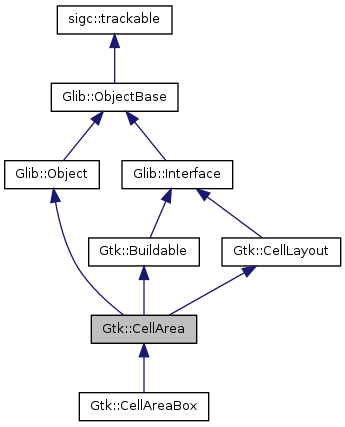 sigc::trackable
Glib::ObjectBase
Glib::Object
Glib::Interface
Gtk::Buildable
Gtk::CellLayout
Gtk::CellArea
Gtk::CellAreaBox